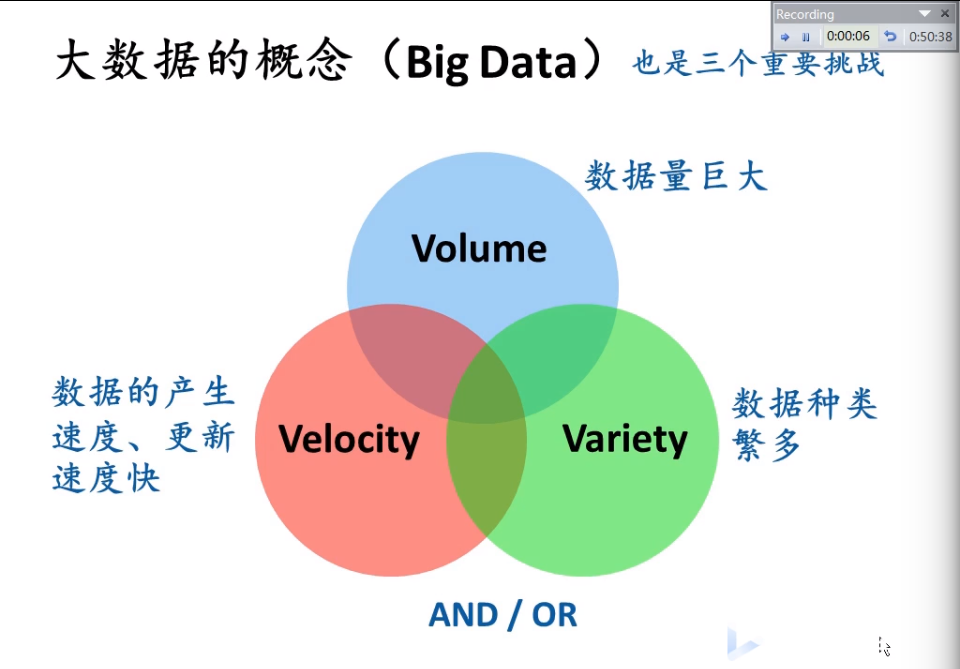 Recording
0:00:06
0:50:38
大数据的概念（Big Data）也是三个重要挑战
数据量巨大
Volume
数据的产生
速度、更新
速度快
Velocity
Variety
数据种类
繁多
AND / OR